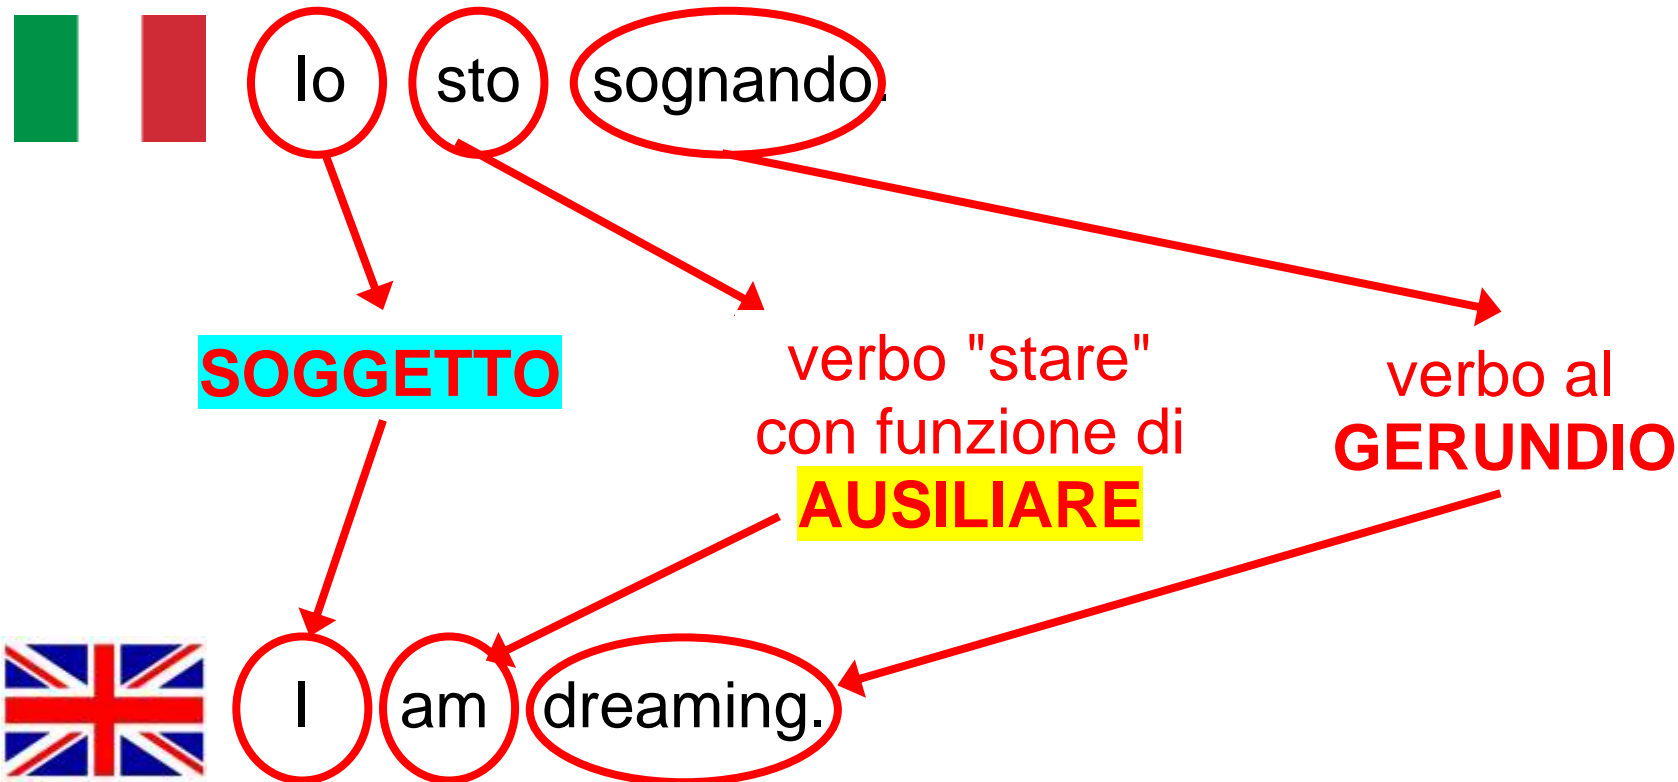 Io sto sognando.
SOGGETTO
verbo "stare"
con funzione di
AUSILIARE
verbo al
GERUNDIO
I am dreaming.